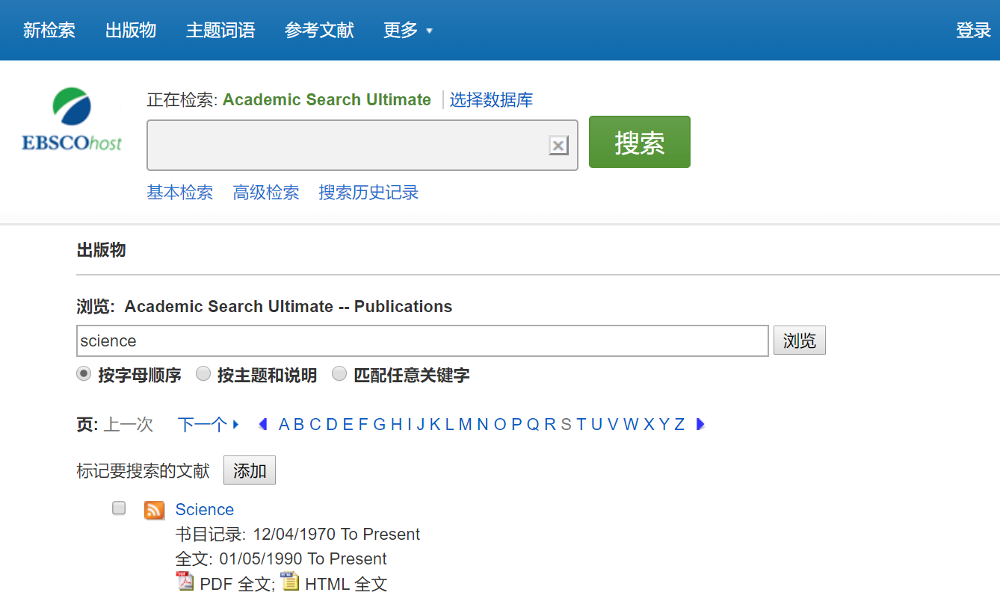 新检索 出版物 主题词语 参考文献 更多 登录
正在检索: Academic Search Ultimate 选择数据库
EBSCOhost
搜索
基本检索 高级检索 搜索历史记录
出版物
浏览: Academic Search Ultimate -- Publications
science 浏览
按字母顺序 按主题和说明 匹配任意关键字
页: 上一次 下一个 A B C D E F G H I J K L M N O P Q R S T U V W X Y Z
标记要搜索的文献 添加
Science
书目记录: 12/04/1970 To Present
全文: 01/05/1990 To Present
PDF 全文; HTML 全文